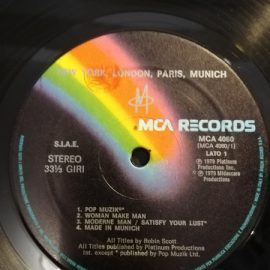 NEW YORK, LONDON, PARIS, MUNICH
M
MCA RECORDS
S.I.A.E.
STEREO
33⅓ GIRI
MCA 4060
(MCA 4060/1)
LATO 1
℗ 1979 Platinum
Productions Inc.
© 1979 Midascare
Productions
1. POP MUZIK*
2. WOMAN MAKE MAN
3. MODERNE MAN / SATISFY YOUR LUST*
4. MADE IN MUNICH
All Titles by Robin Scott.
All Titles published by Platinum Productions
Int. except * published by Pop Muzik Ltd.